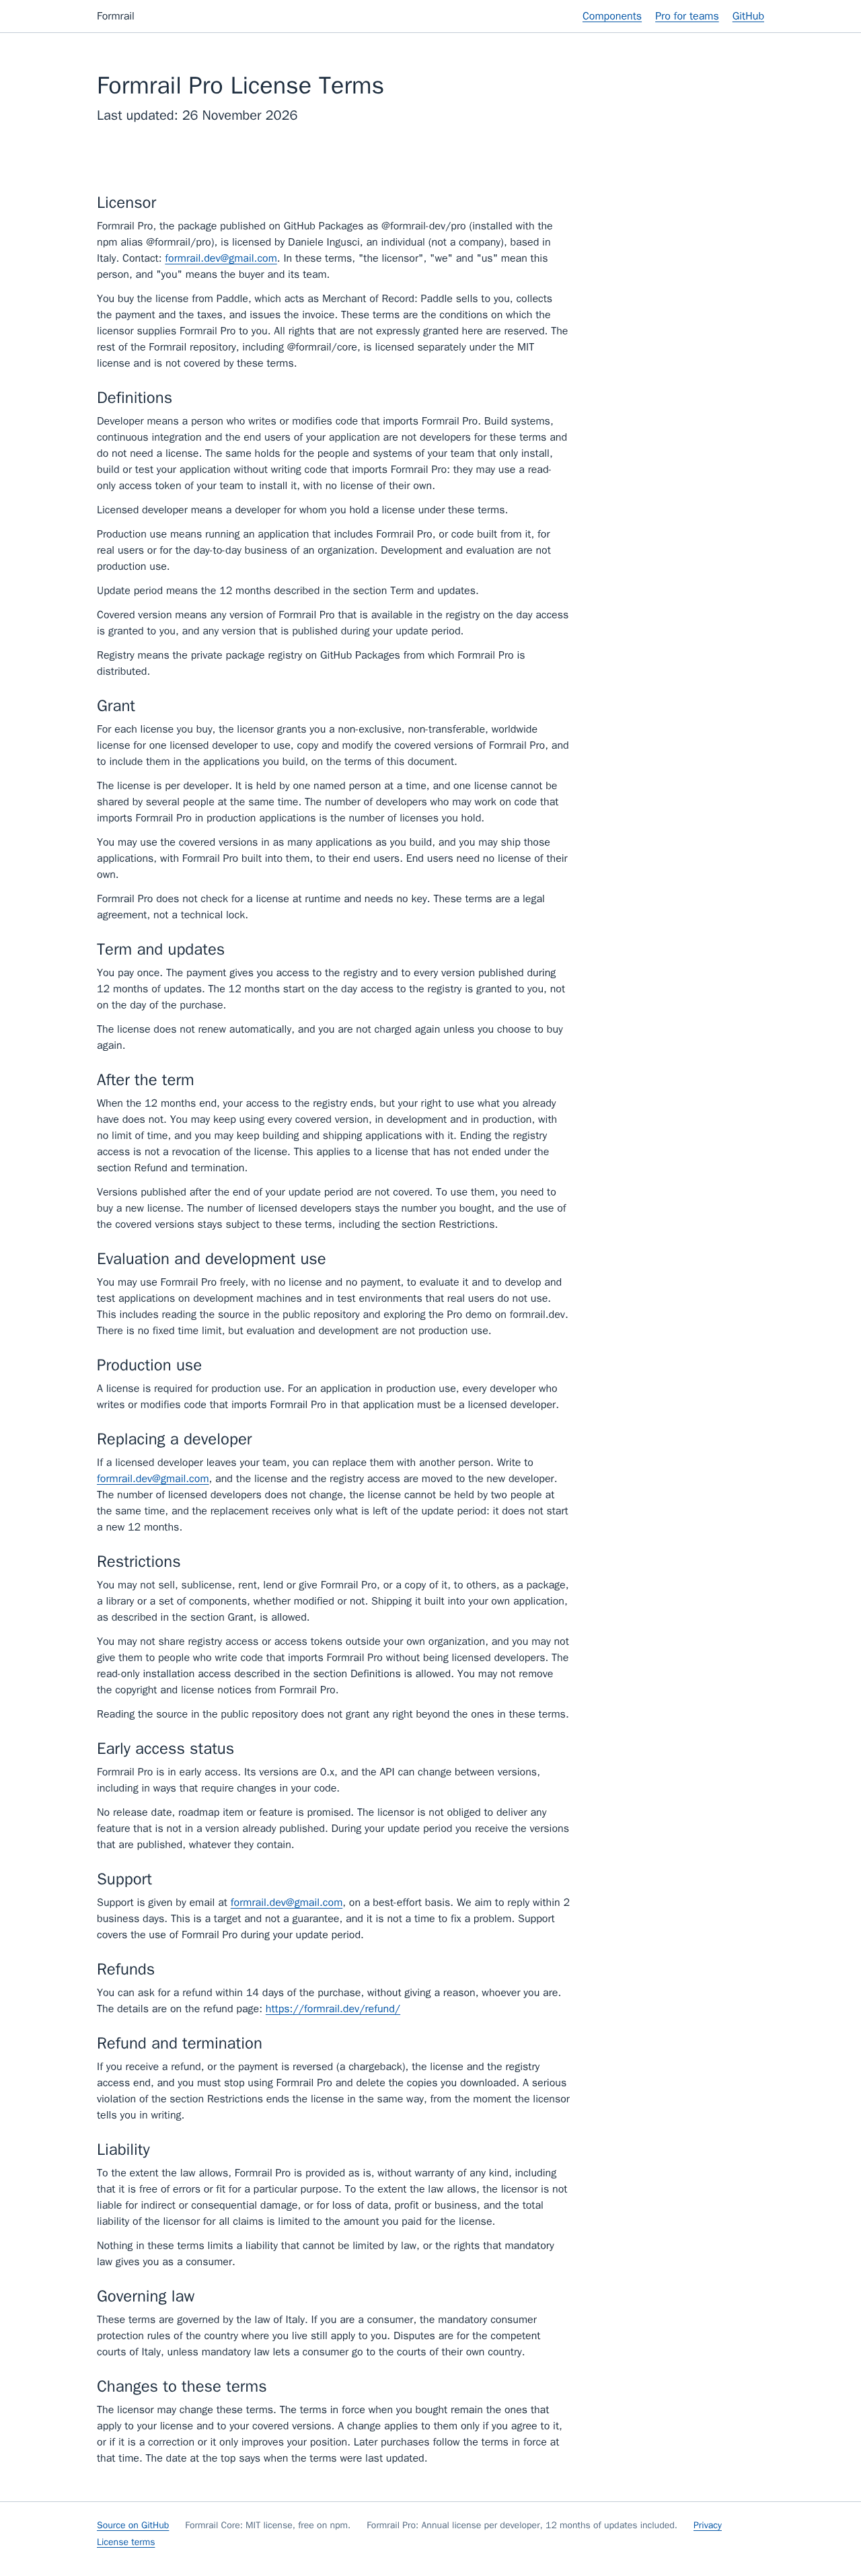 Formrail
Components Pro for teams GitHub
Formrail Pro License Terms
Last updated: 26 November 2026
Licensor
Formrail Pro, the package published on GitHub Packages as @formrail-dev/pro (installed with the
npm alias @formrail/pro), is licensed by Daniele Ingusci, an individual (not a company), based in
Italy. Contact: formrail.dev@gmail.com. In these terms, "the licensor", "we" and "us" mean this
person, and "you" means the buyer and its team.
You buy the license from Paddle, which acts as Merchant of Record: Paddle sells to you, collects
the payment and the taxes, and issues the invoice. These terms are the conditions on which the
licensor supplies Formrail Pro to you. All rights that are not expressly granted here are reserved. The
rest of the Formrail repository, including @formrail/core, is licensed separately under the MIT
license and is not covered by these terms.
Definitions
Developer means a person who writes or modifies code that imports Formrail Pro. Build systems,
continuous integration and the end users of your application are not developers for these terms and
do not need a license. The same holds for the people and systems of your team that only install,
build or test your application without writing code that imports Formrail Pro: they may use a read-
only access token of your team to install it, with no license of their own.
Licensed developer means a developer for whom you hold a license under these terms.
Production use means running an application that includes Formrail Pro, or code built from it, for
real users or for the day-to-day business of an organization. Development and evaluation are not
production use.
Update period means the 12 months described in the section Term and updates.
Covered version means any version of Formrail Pro that is available in the registry on the day access
is granted to you, and any version that is published during your update period.
Registry means the private package registry on GitHub Packages from which Formrail Pro is
distributed.
Grant
For each license you buy, the licensor grants you a non-exclusive, non-transferable, worldwide
license for one licensed developer to use, copy and modify the covered versions of Formrail Pro, and
to include them in the applications you build, on the terms of this document.
The license is per developer. It is held by one named person at a time, and one license cannot be
shared by several people at the same time. The number of developers who may work on code that
imports Formrail Pro in production applications is the number of licenses you hold.
You may use the covered versions in as many applications as you build, and you may ship those
applications, with Formrail Pro built into them, to their end users. End users need no license of their
own.
Formrail Pro does not check for a license at runtime and needs no key. These terms are a legal
agreement, not a technical lock.
Term and updates
You pay once. The payment gives you access to the registry and to every version published during
12 months of updates. The 12 months start on the day access to the registry is granted to you, not
on the day of the purchase.
The license does not renew automatically, and you are not charged again unless you choose to buy
again.
After the term
When the 12 months end, your access to the registry ends, but your right to use what you already
have does not. You may keep using every covered version, in development and in production, with
no limit of time, and you may keep building and shipping applications with it. Ending the registry
access is not a revocation of the license. This applies to a license that has not ended under the
section Refund and termination.
Versions published after the end of your update period are not covered. To use them, you need to
buy a new license. The number of licensed developers stays the number you bought, and the use of
the covered versions stays subject to these terms, including the section Restrictions.
Evaluation and development use
You may use Formrail Pro freely, with no license and no payment, to evaluate it and to develop and
test applications on development machines and in test environments that real users do not use.
This includes reading the source in the public repository and exploring the Pro demo on formrail.dev.
There is no fixed time limit, but evaluation and development are not production use.
Production use
A license is required for production use. For an application in production use, every developer who
writes or modifies code that imports Formrail Pro in that application must be a licensed developer.
Replacing a developer
If a licensed developer leaves your team, you can replace them with another person. Write to
formrail.dev@gmail.com, and the license and the registry access are moved to the new developer.
The number of licensed developers does not change, the license cannot be held by two people at
the same time, and the replacement receives only what is left of the update period: it does not start
a new 12 months.
Restrictions
You may not sell, sublicense, rent, lend or give Formrail Pro, or a copy of it, to others, as a package,
a library or a set of components, whether modified or not. Shipping it built into your own application,
as described in the section Grant, is allowed.
You may not share registry access or access tokens outside your own organization, and you may not
give them to people who write code that imports Formrail Pro without being licensed developers. The
read-only installation access described in the section Definitions is allowed. You may not remove
the copyright and license notices from Formrail Pro.
Reading the source in the public repository does not grant any right beyond the ones in these terms.
Early access status
Formrail Pro is in early access. Its versions are 0.x, and the API can change between versions,
including in ways that require changes in your code.
No release date, roadmap item or feature is promised. The licensor is not obliged to deliver any
feature that is not in a version already published. During your update period you receive the versions
that are published, whatever they contain.
Support
Support is given by email at formrail.dev@gmail.com, on a best-effort basis. We aim to reply within 2
business days. This is a target and not a guarantee, and it is not a time to fix a problem. Support
covers the use of Formrail Pro during your update period.
Refunds
You can ask for a refund within 14 days of the purchase, without giving a reason, whoever you are.
The details are on the refund page: https://formrail.dev/refund/
Refund and termination
If you receive a refund, or the payment is reversed (a chargeback), the license and the registry
access end, and you must stop using Formrail Pro and delete the copies you downloaded. A serious
violation of the section Restrictions ends the license in the same way, from the moment the licensor
tells you in writing.
Liability
To the extent the law allows, Formrail Pro is provided as is, without warranty of any kind, including
that it is free of errors or fit for a particular purpose. To the extent the law allows, the licensor is not
liable for indirect or consequential damage, or for loss of data, profit or business, and the total
liability of the licensor for all claims is limited to the amount you paid for the license.
Nothing in these terms limits a liability that cannot be limited by law, or the rights that mandatory
law gives you as a consumer.
Governing law
These terms are governed by the law of Italy. If you are a consumer, the mandatory consumer
protection rules of the country where you live still apply to you. Disputes are for the competent
courts of Italy, unless mandatory law lets a consumer go to the courts of their own country.
Changes to these terms
The licensor may change these terms. The terms in force when you bought remain the ones that
apply to your license and to your covered versions. A change applies to them only if you agree to it,
or if it is a correction or it only improves your position. Later purchases follow the terms in force at
that time. The date at the top says when the terms were last updated.
Source on GitHub Formrail Core: MIT license, free on npm. Formrail Pro: Annual license per developer, 12 months of updates included. Privacy
License terms